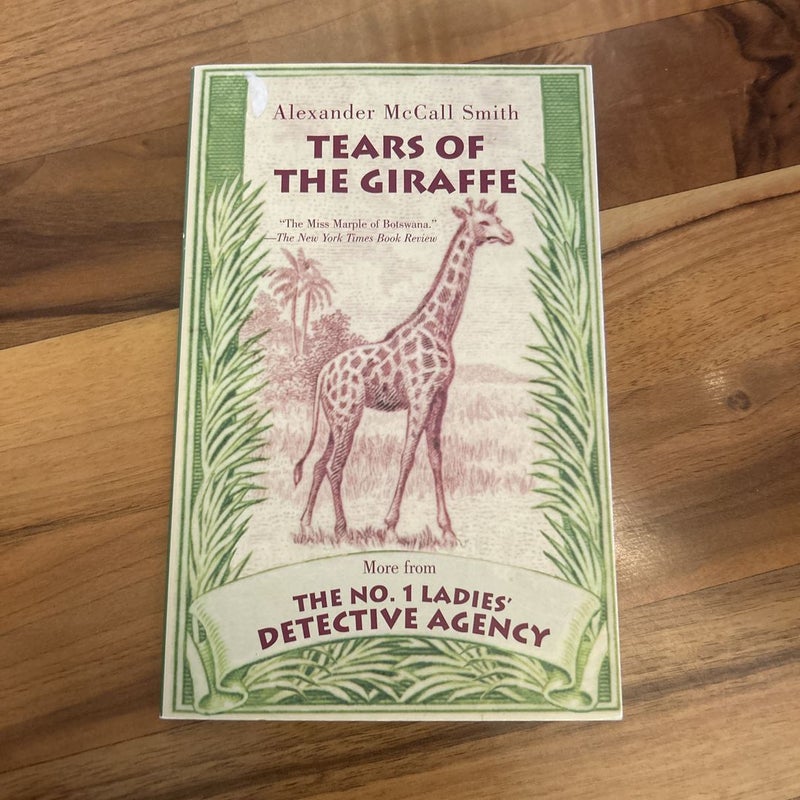 Alexander McCall Smith
TEARS OF
THE GIRAFFE
“The Miss Marple of Botswana.”
—The New York Times Book Review
More from
THE NO. 1 LADIES’
DETECTIVE AGENCY